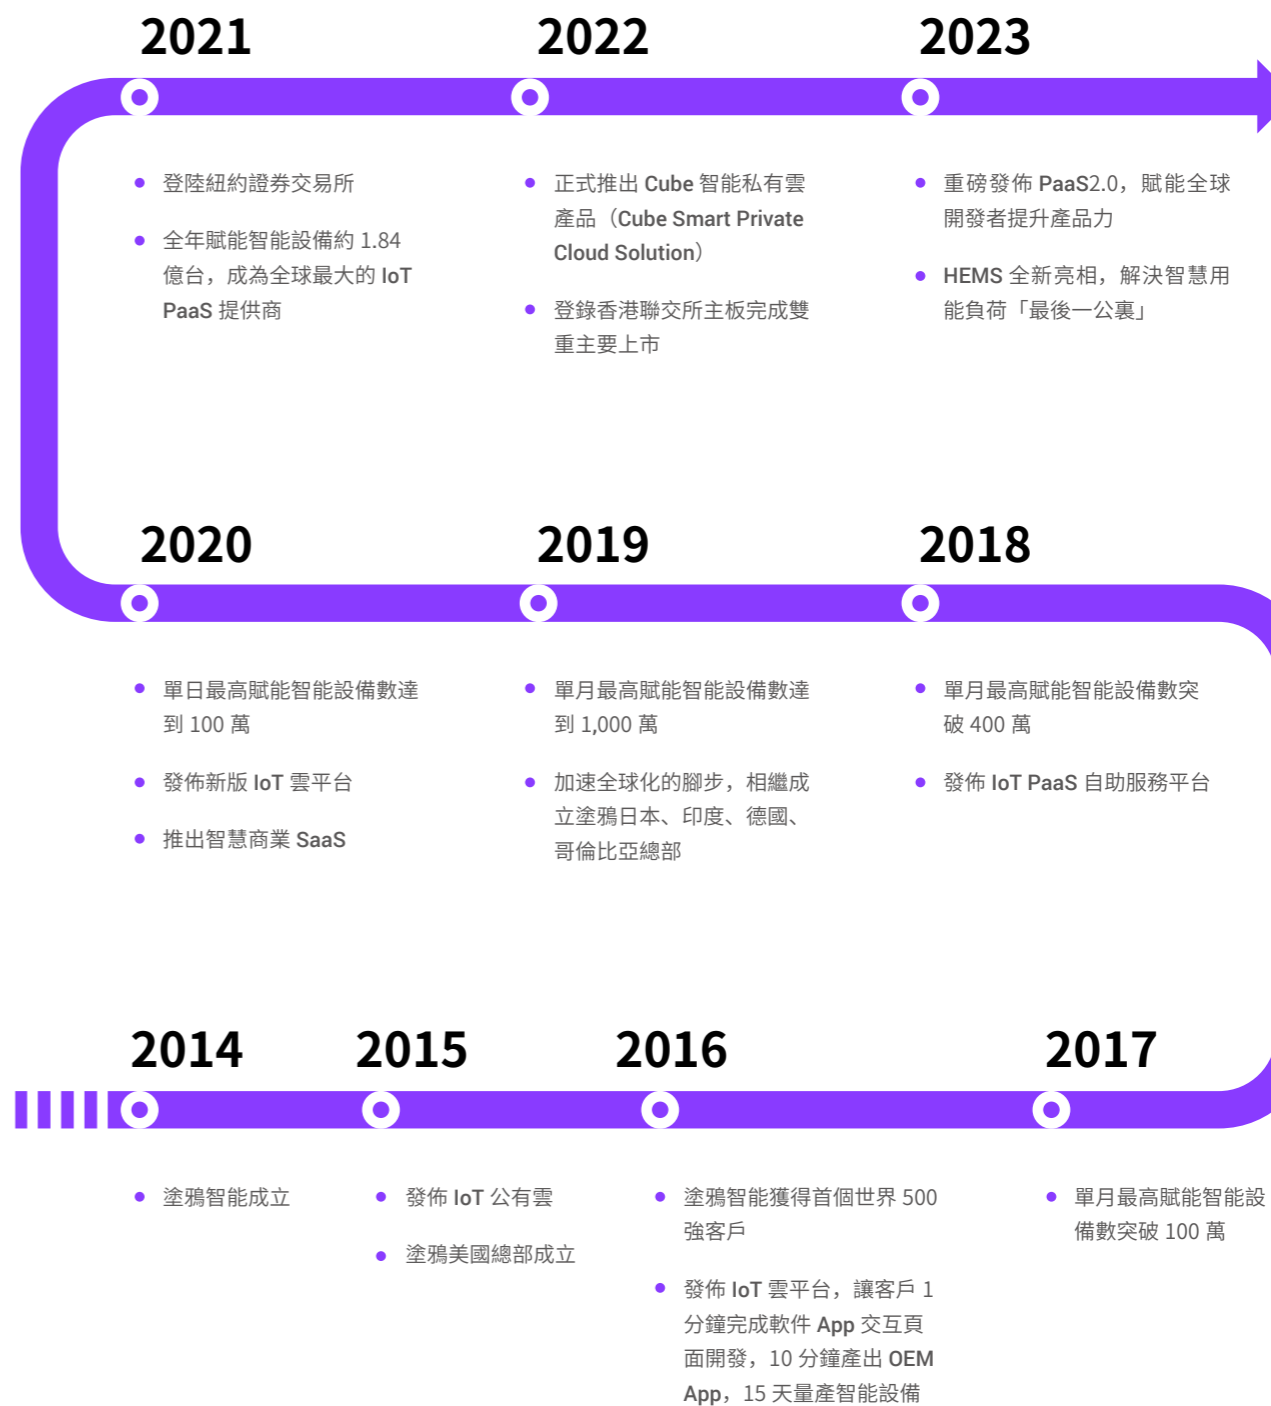 2021
登陸紐約證券交易所
全年賦能智能設備約 1.84
億台，成為全球最大的 IoT
PaaS 提供商
2022
正式推出 Cube 智能私有雲
產品（Cube Smart Private
Cloud Solution）
登錄香港聯交所主板完成雙
重主要上市
2023
重磅發佈 PaaS2.0，賦能全球
開發者提升產品力
HEMS 全新亮相，解決智慧用
能負荷「最後一公裏」
2020
單日最高賦能智能設備數達
到 100 萬
發佈新版 IoT 雲平台
推出智慧商業 SaaS
2019
單月最高賦能智能設備數達
到 1,000 萬
加速全球化的腳步，相繼成
立塗鴉日本、印度、德國、
哥倫比亞總部
2018
單月最高賦能智能設備數突
破 400 萬
發佈 IoT PaaS 自助服務平台
2014
塗鴉智能成立
2015
發佈 IoT 公有雲
塗鴉美國總部成立
2016
塗鴉智能獲得首個世界 500
強客戶
發佈 IoT 雲平台，讓客戶 1
分鐘完成軟件 App 交互頁
面開發，10 分鐘產出 OEM
App，15 天量產智能設備
2017
單月最高賦能智能設
備數突破 100 萬